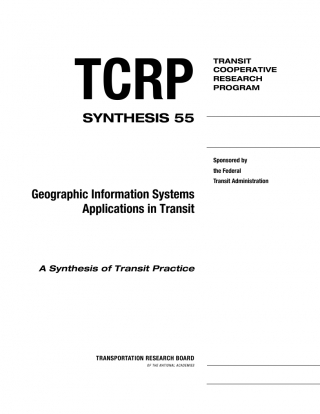 TCRP
SYNTHESIS 55
TRANSIT
COOPERATIVE
RESEARCH
PROGRAM
Sponsored by
the Federal
Transit Administration
Geographic Information Systems
Applications in Transit
A Synthesis of Transit Practice
TRANSPORTATION RESEARCH BOARD
OF THE NATIONAL ACADEMIES